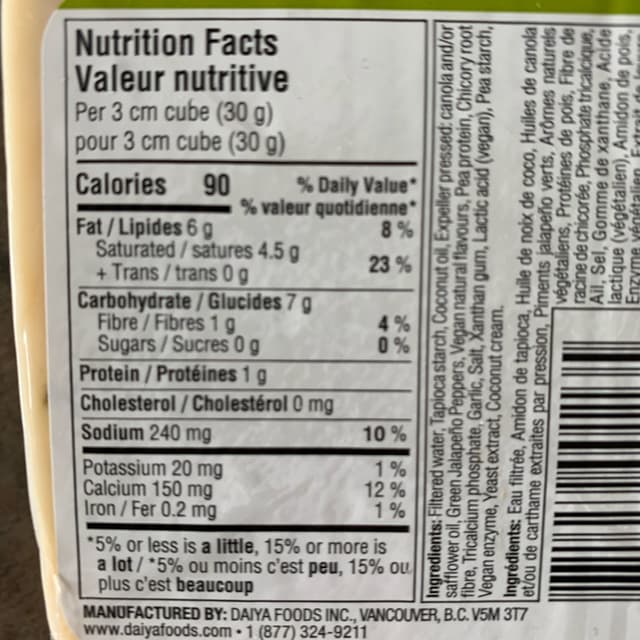 Nutrition Facts
Valeur nutritive
Per 3 cm cube (30 g)
pour 3 cm cube (30 g)
Calories 90 % Daily Value*
% valeur quotidienne*
Fat / Lipides 6 g 8 %
Saturated / saturés 4.5 g
+ Trans / trans 0 g 23 %
Carbohydrate / Glucides 7 g
Fibre / Fibres 1 g 4 %
Sugars / Sucres 0 g 0 %
Protein / Protéines 1 g
Cholesterol / Cholestérol 0 mg
Sodium 240 mg 10 %
Potassium 20 mg 1 %
Calcium 150 mg 12 %
Iron / Fer 0.2 mg 1 %
*5% or less is a little, 15% or more is
a lot / *5% ou moins c'est peu, 15% ou
plus c'est beaucoup
MANUFACTURED BY: DAIYA FOODS INC., VANCOUVER, B.C. V5M 3T7
www.daiyafoods.com • 1 (877) 324-9211
Ingredients: Filtered water, Tapioca starch, Coconut oil, Expeller pressed: canola and/or
safflower oil, Green Jalapeño Peppers, Vegan natural flavours, Pea protein, Chicory root
fibre, Tricalcium phosphate, Garlic, Salt, Xanthan gum, Lactic acid (vegan), Pea starch,
Vegan enzyme, Yeast extract, Coconut cream.
Ingrédients: Eau filtrée, Amidon de tapioca, Huile de noix de coco, Huiles de canola
et/ou de carthame extraites par pression, Piments jalapeño verts, Arômes naturels
végétaliens, Protéines de pois, Fibre de
racine de chicorée, Phosphate tricalcique,
Ail, Sel, Gomme de xanthane, Acide
lactique (végétalien), Amidon de pois,
Enzyme végétalien, Extrait de